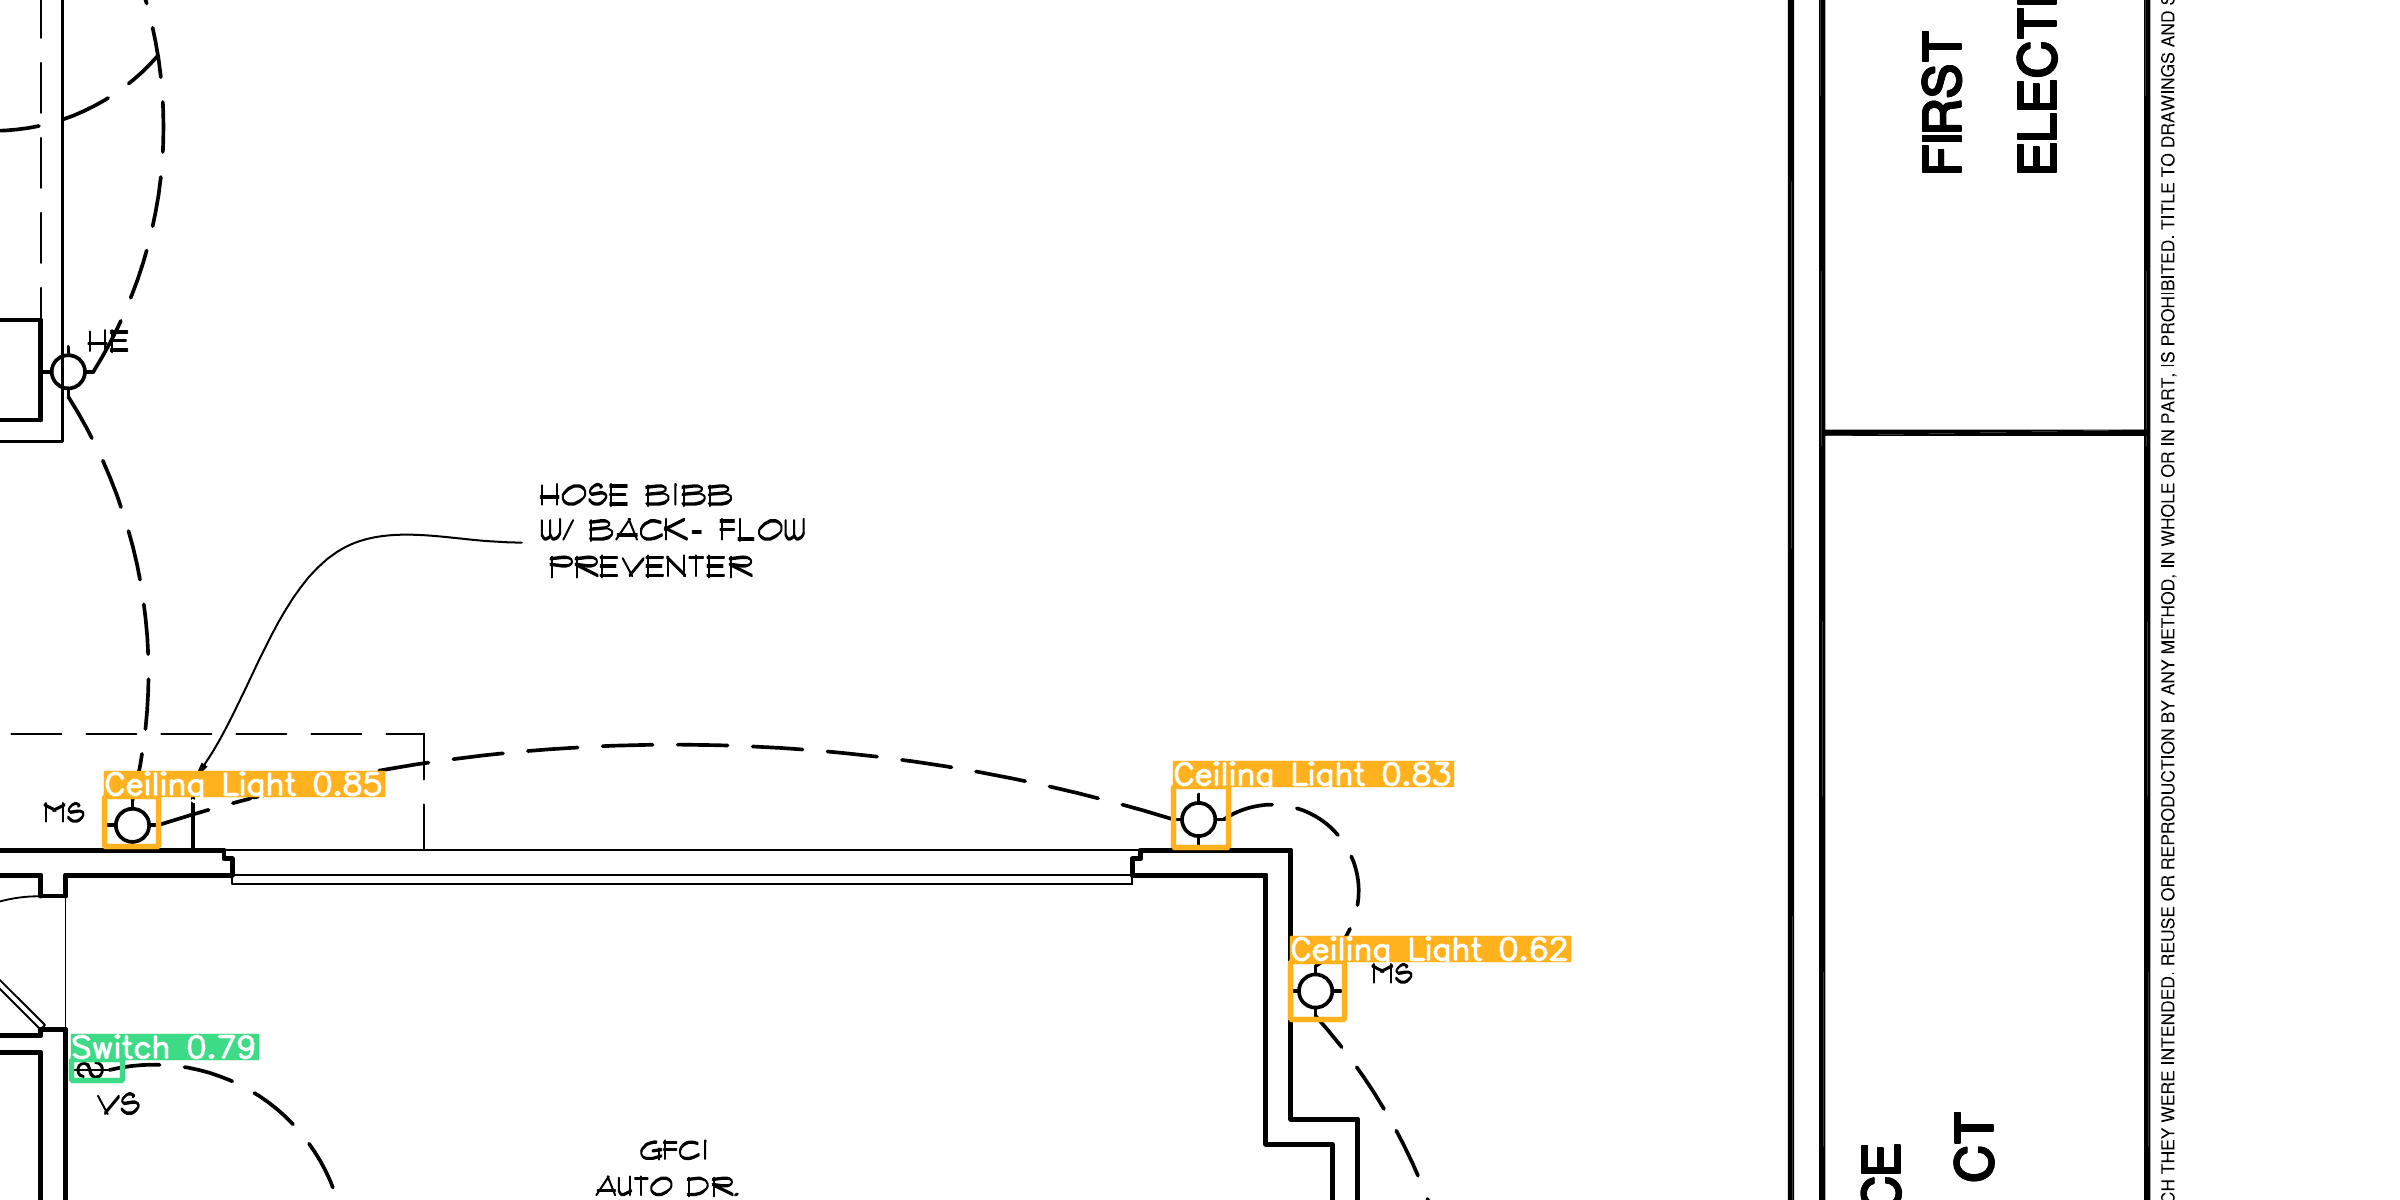 HE
HOSE BIBB
W/ BACK- FLOW
PREVENTER
Ceiling Light 0.85
MS
Ceiling Light 0.83
Ceiling Light 0.62
MS
Switch 0.79
VS
GFCI
AUTO DR.
FIRST
ELECTI
CE
CT
CH THEY WERE INTENDED. REUSE OR REPRODUCTION BY ANY METHOD, IN WHOLE OR IN PART, IS PROHIBITED. TITLE TO DRAWINGS AND S